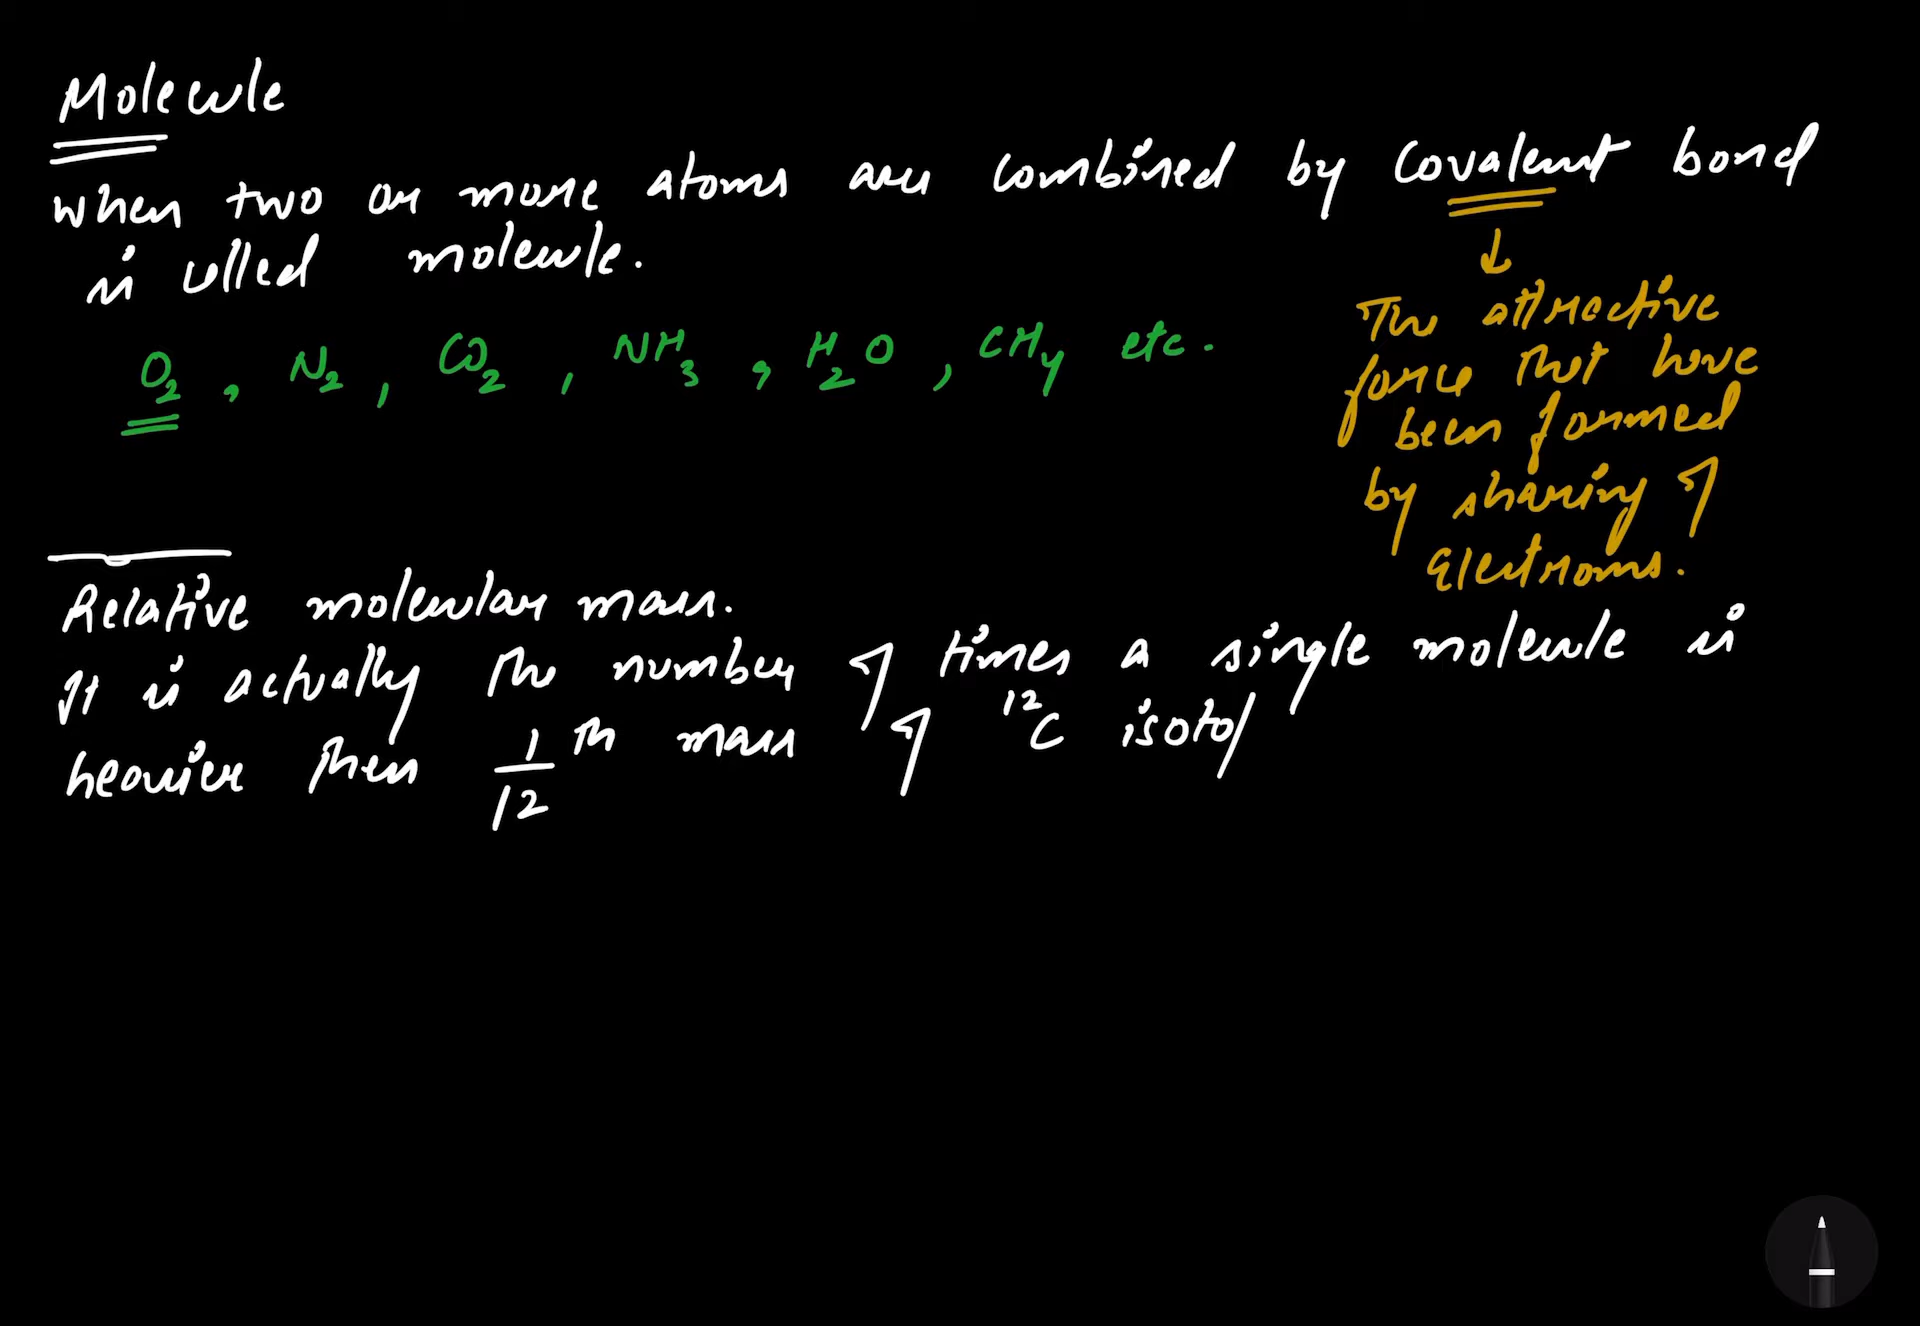 Molecule
when two or more atoms are combined by covalent bond
is called molecule.
O₂, N₂, CO₂, NH₃, H₂O, CH₄ etc.
↓
The attractive
force that have
been formed
by sharing of
electrons.
Relative molecular mass.
It is actually the number of times a single molecule is
heavier then 1/12 th mass of ¹²C isotop